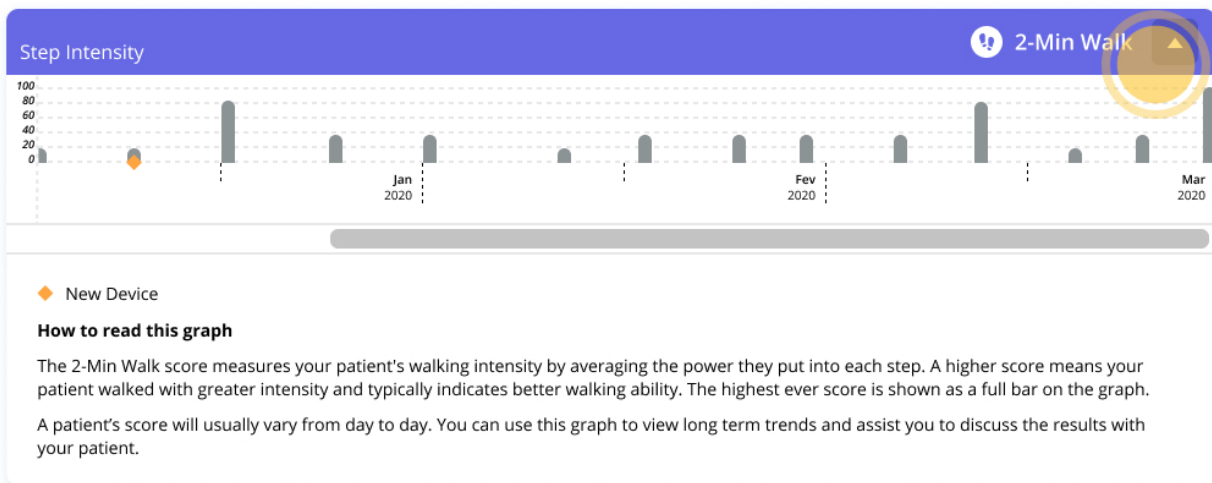 Step Intensity
2-Min Walk
100
80
60
40
20
0
Jan
2020
Fev
2020
Mar
2020
New Device
How to read this graph
The 2-Min Walk score measures your patient's walking intensity by averaging the power they put into each step. A higher score means your
patient walked with greater intensity and typically indicates better walking ability. The highest ever score is shown as a full bar on the graph.
A patient’s score will usually vary from day to day. You can use this graph to view long term trends and assist you to discuss the results with
your patient.